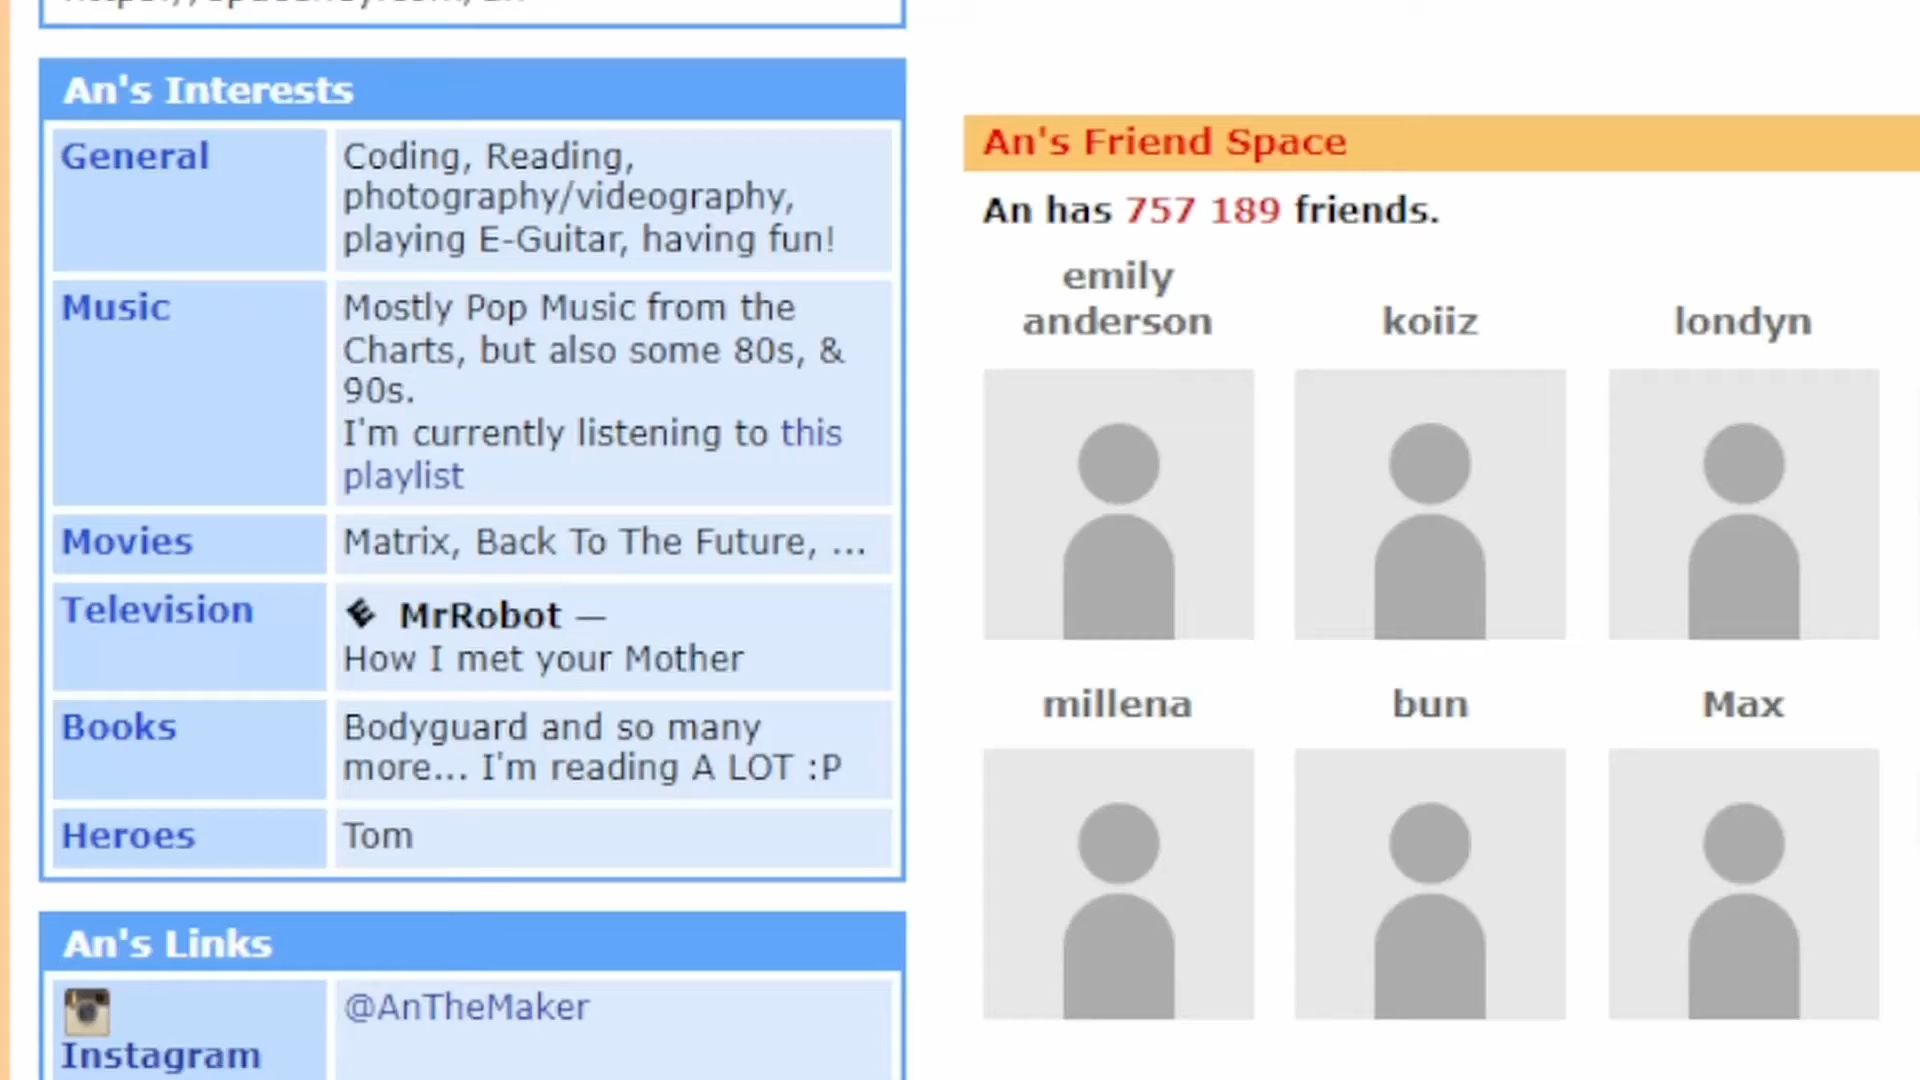 An's Interests
General
Coding, Reading,
photography/videography,
playing E-Guitar, having fun!
Music
Mostly Pop Music from the
Charts, but also some 80s, &
90s.
I'm currently listening to this
playlist
Movies
Matrix, Back To The Future, ...
Television
MrRobot —
How I met your Mother
Books
Bodyguard and so many
more... I'm reading A LOT :P
Heroes
Tom
An's Links
Instagram
@AnTheMaker
An's Friend Space
An has 757 189 friends.
emily
anderson
koiiz
londyn
millena
bun
Max